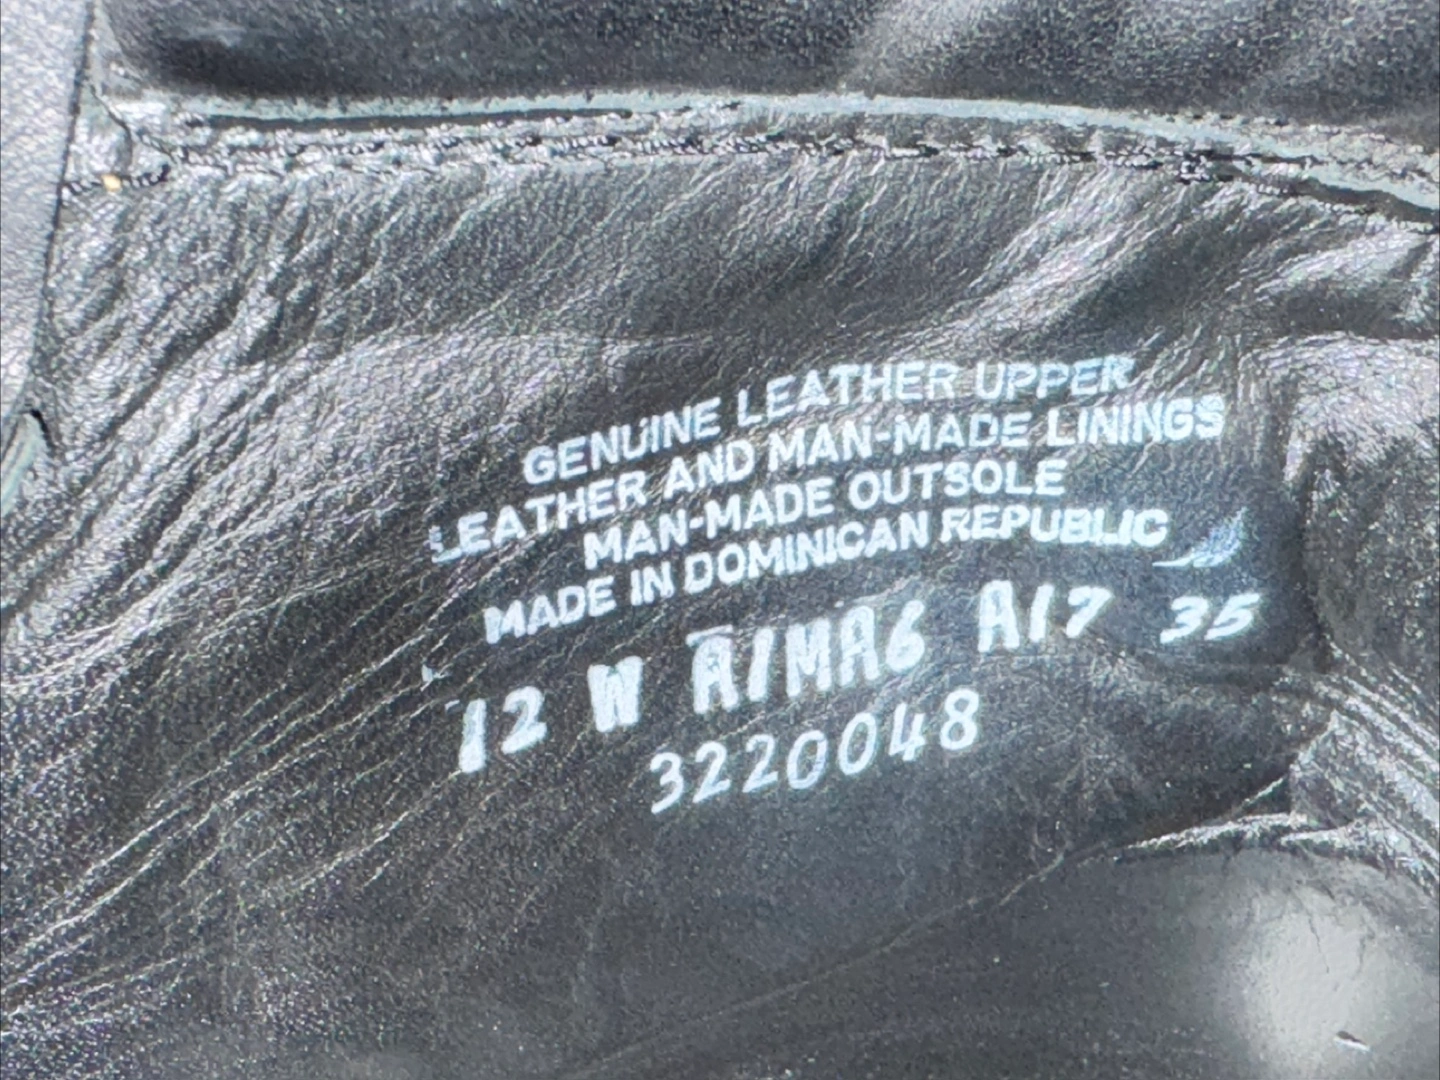 GENUINE LEATHER UPPER
LEATHER AND MAN-MADE LININGS
MAN-MADE OUTSOLE
MADE IN DOMINICAN REPUBLIC
12 W A1MA6 A17 35
3220048